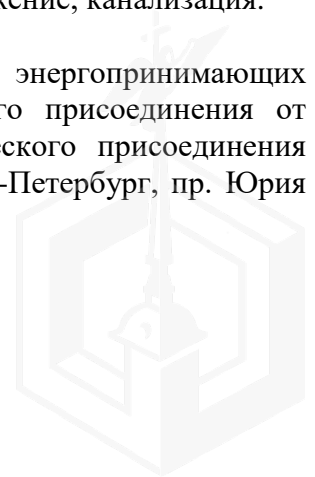 жение, канализация.
энергопринимающих
го присоединения от
еского присоединения
-Петербург, пр. Юрия